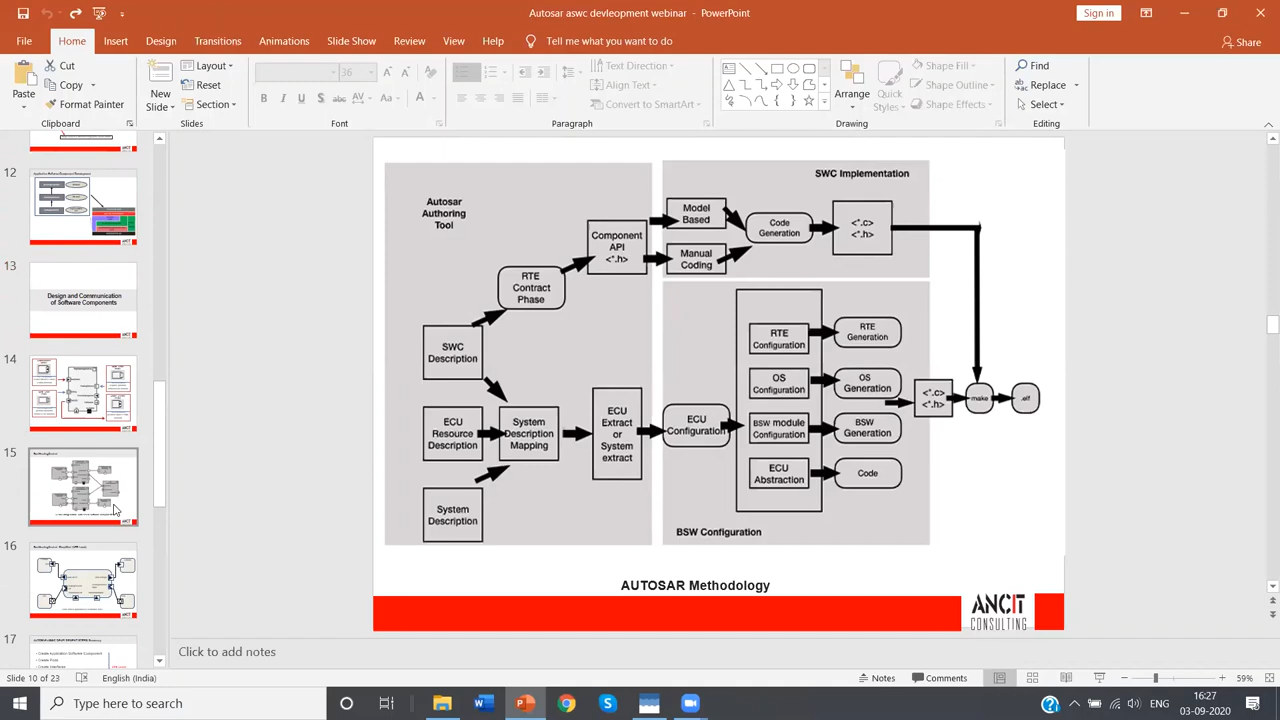 Autosar aswc devleopment webinar - PowerPoint
Sign in
File
Home
Insert
Design
Transitions
Animations
Slide Show
Review
View
Help
Tell me what you want to do
Share
Paste
Cut
Copy
Format Painter
Clipboard
New
Slide
Layout
Reset
Section
Slides
36
Font
Text Direction
Align Text
Convert to SmartArt
Paragraph
Arrange
Quick
Styles
Shape Fill
Shape Outline
Shape Effects
Drawing
Find
Replace
Select
Editing
12
Application Software Component Development
13
Design and Communication
of Software Components
14
15
16
17
Autosar
Authoring
Tool
SWC Implementation
Model
Based
Manual
Coding
Code
Generation
<*.c>
<*.h>
Component
API
<*.h>
RTE
Contract
Phase
SWC
Description
ECU
Resource
Description
System
Description
System
Description
Mapping
ECU
Extract
or
System
extract
ECU
Configuration
RTE
Configuration
RTE
Generation
OS
Configuration
OS
Generation
BSW module
Configuration
BSW
Generation
ECU
Abstraction
Code
<*.c>
<*.h>
make
.elf
BSW Configuration
AUTOSAR Methodology
ANCIT
CONSULTING
Click to add notes
Slide 10 of 23
English (India)
Notes
Comments
59%
Type here to search
ENG
16:27
03-09-2020